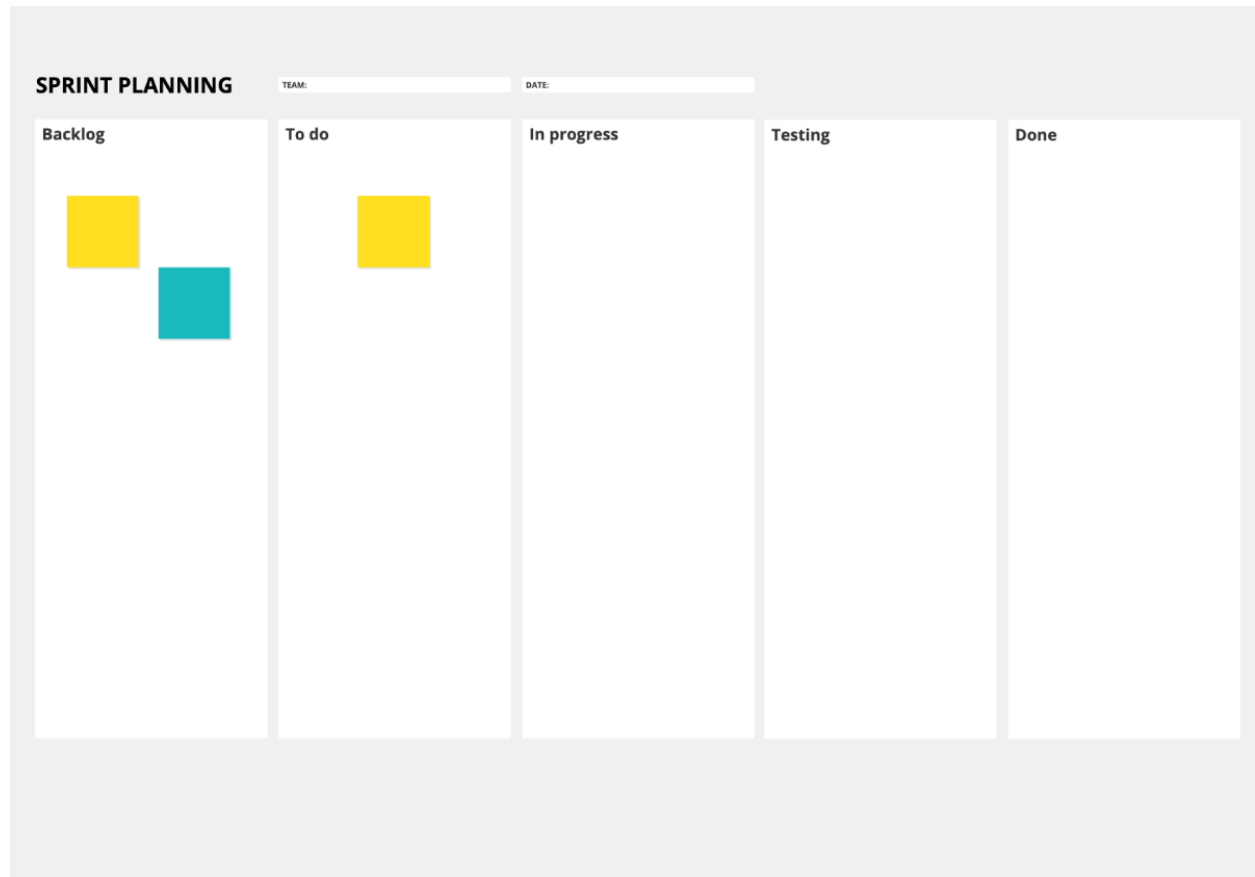 SPRINT PLANNING
TEAM:
DATE:
Backlog
To do
In progress
Testing
Done